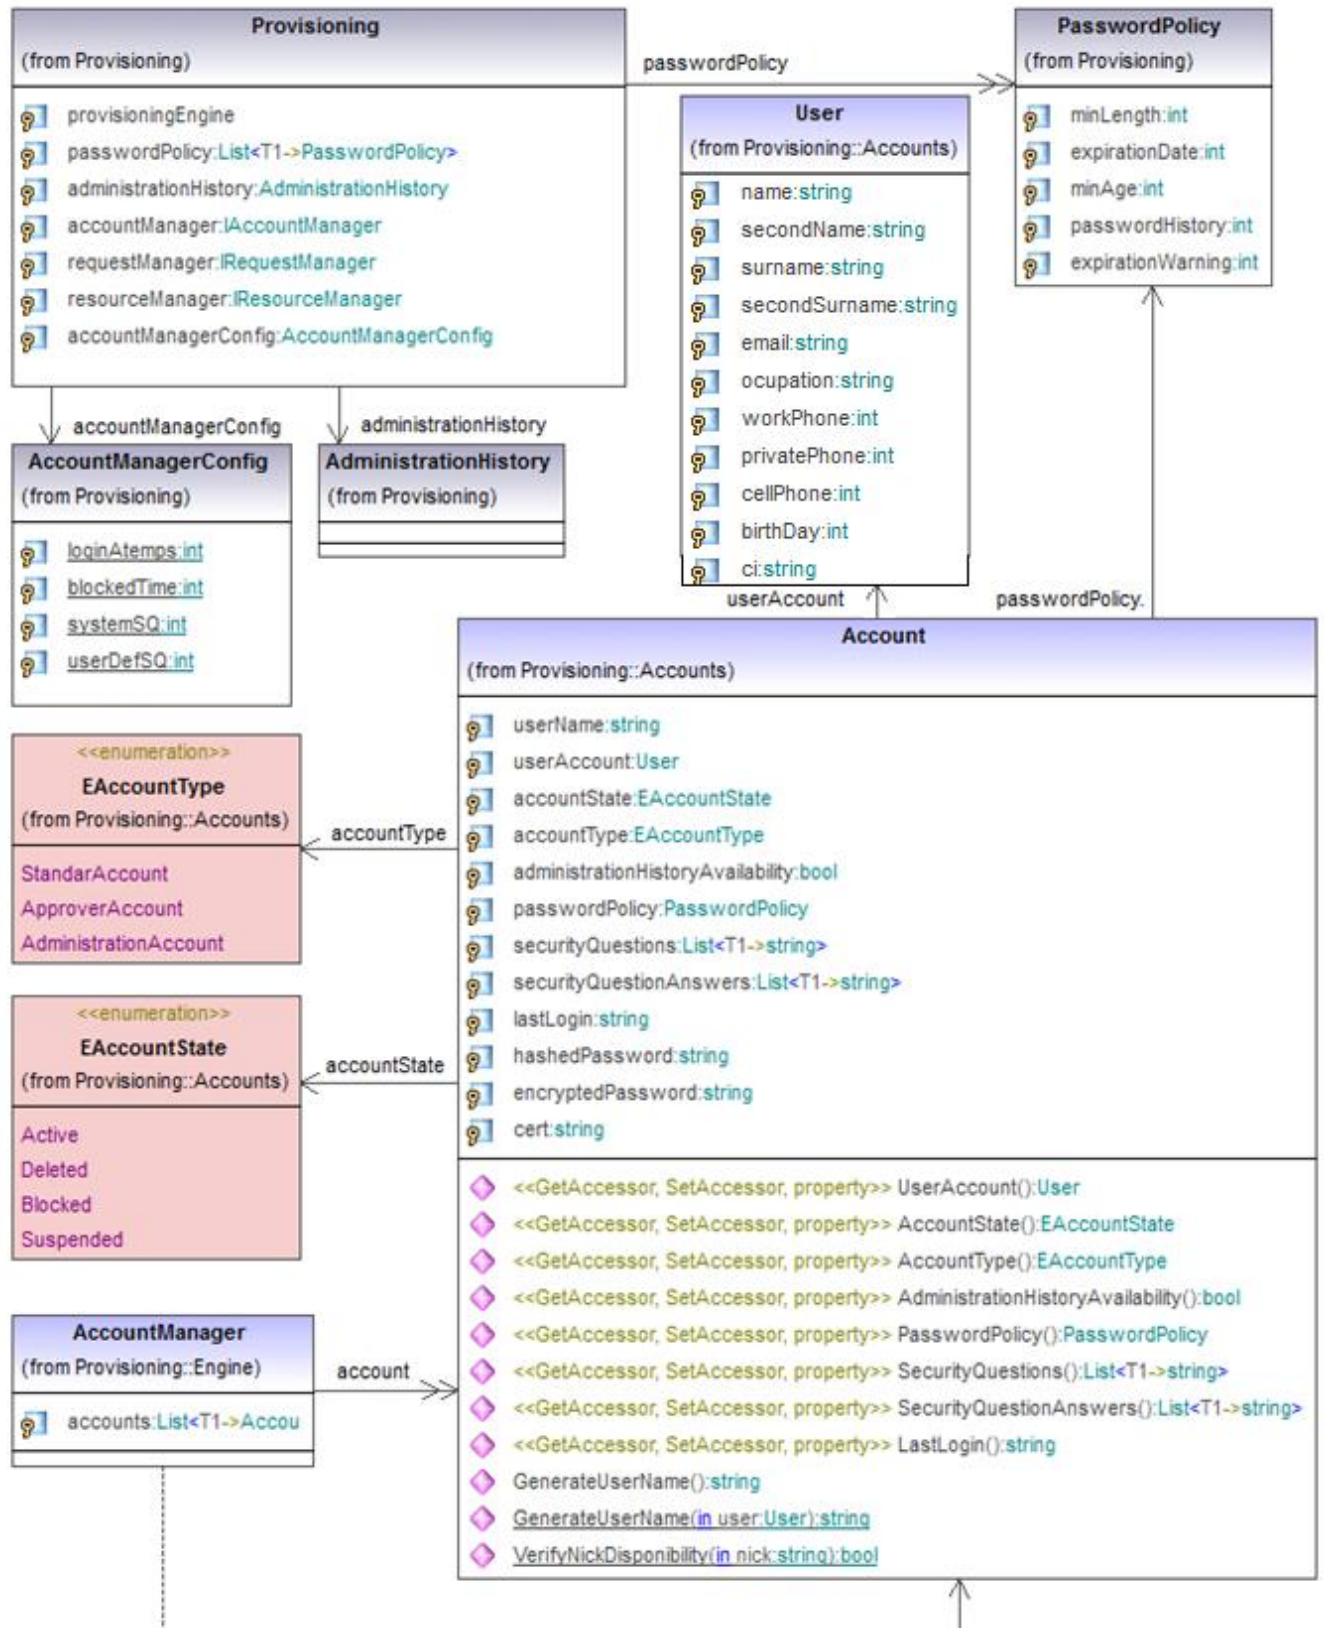 Provisioning
(from Provisioning)
provisioningEngine
passwordPolicy:List<T1->PasswordPolicy>
administrationHistory:AdministrationHistory
accountManager:IAccountManager
requestManager:IRequestManager
resourceManager:IResourceManager
accountManagerConfig:AccountManagerConfig
passwordPolicy
PasswordPolicy
(from Provisioning)
minLength:int
expirationDate:int
minAge:int
passwordHistory:int
expirationWarning:int
User
(from Provisioning::Accounts)
name:string
secondName:string
surname:string
secondSurname:string
email:string
ocupation:string
workPhone:int
privatePhone:int
cellPhone:int
birthDay:int
ci:string
accountManagerConfig
administrationHistory
AccountManagerConfig
(from Provisioning)
loginAtemps:int
blockedTime:int
systemSQ:int
userDefSQ:int
AdministrationHistory
(from Provisioning)
userAccount
passwordPolicy.
Account
(from Provisioning::Accounts)
userName:string
userAccount:User
accountState:EAccountState
accountType:EAccountType
administrationHistoryAvailability:bool
passwordPolicy:PasswordPolicy
securityQuestions:List<T1->string>
securityQuestionAnswers:List<T1->string>
lastLogin:string
hashedPassword:string
encryptedPassword:string
cert:string
<<GetAccessor, SetAccessor, property>> UserAccount():User
<<GetAccessor, SetAccessor, property>> AccountState():EAccountState
<<GetAccessor, SetAccessor, property>> AccountType():EAccountType
<<GetAccessor, SetAccessor, property>> AdministrationHistoryAvailability():bool
<<GetAccessor, SetAccessor, property>> PasswordPolicy():PasswordPolicy
<<GetAccessor, SetAccessor, property>> SecurityQuestions():List<T1->string>
<<GetAccessor, SetAccessor, property>> SecurityQuestionAnswers():List<T1->string>
<<GetAccessor, SetAccessor, property>> LastLogin():string
GenerateUserName():string
GenerateUserName(in user:User):string
VerifyNickDisponibility(in nick:string):bool
<<enumeration>>
EAccountType
(from Provisioning::Accounts)
StandarAccount
ApproverAccount
AdministrationAccount
accountType
<<enumeration>>
EAccountState
(from Provisioning::Accounts)
Active
Deleted
Blocked
Suspended
accountState
AccountManager
(from Provisioning::Engine)
accounts:List<T1->Accou
account